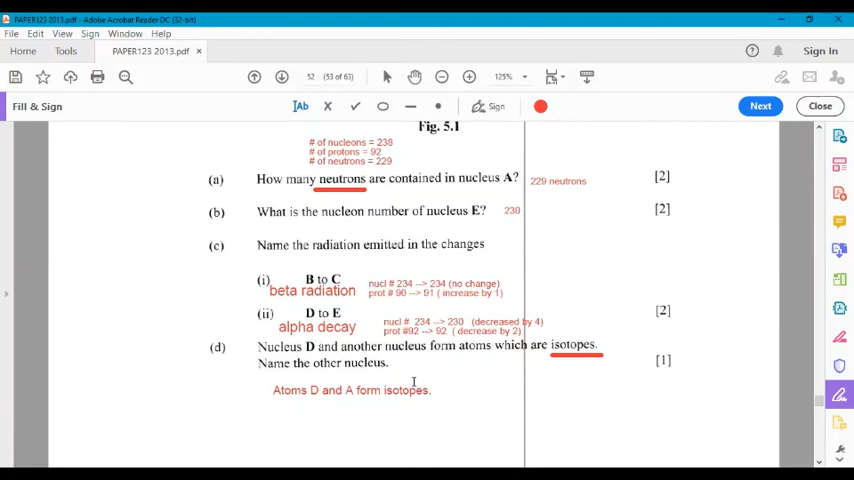 PAPER123 2013.pdf - Adobe Acrobat Reader DC (32-bit)
File Edit View Sign Window Help
Home Tools PAPER123 2013.pdf × Sign In
52 (53 of 63) 125%
Fill & Sign Ab Sign Next Close
Fig. 5.1
# of nucleons = 238
# of protons = 92
# of neutrons = 229
(a) How many neutrons are contained in nucleus A? 229 neutrons [2]
(b) What is the nucleon number of nucleus E? 230 [2]
(c) Name the radiation emitted in the changes
(i) B to C
beta radiation
nucl # 234 --> 234 (no change)
prot # 90 --> 91 ( increase by 1)
(ii) D to E [2]
alpha decay
nucl # 234 --> 230 (decreased by 4)
prot #92 --> 92 ( decrease by 2)
(d) Nucleus D and another nucleus form atoms which are isotopes.
Name the other nucleus. [1]
Atoms D and A form isotopes.